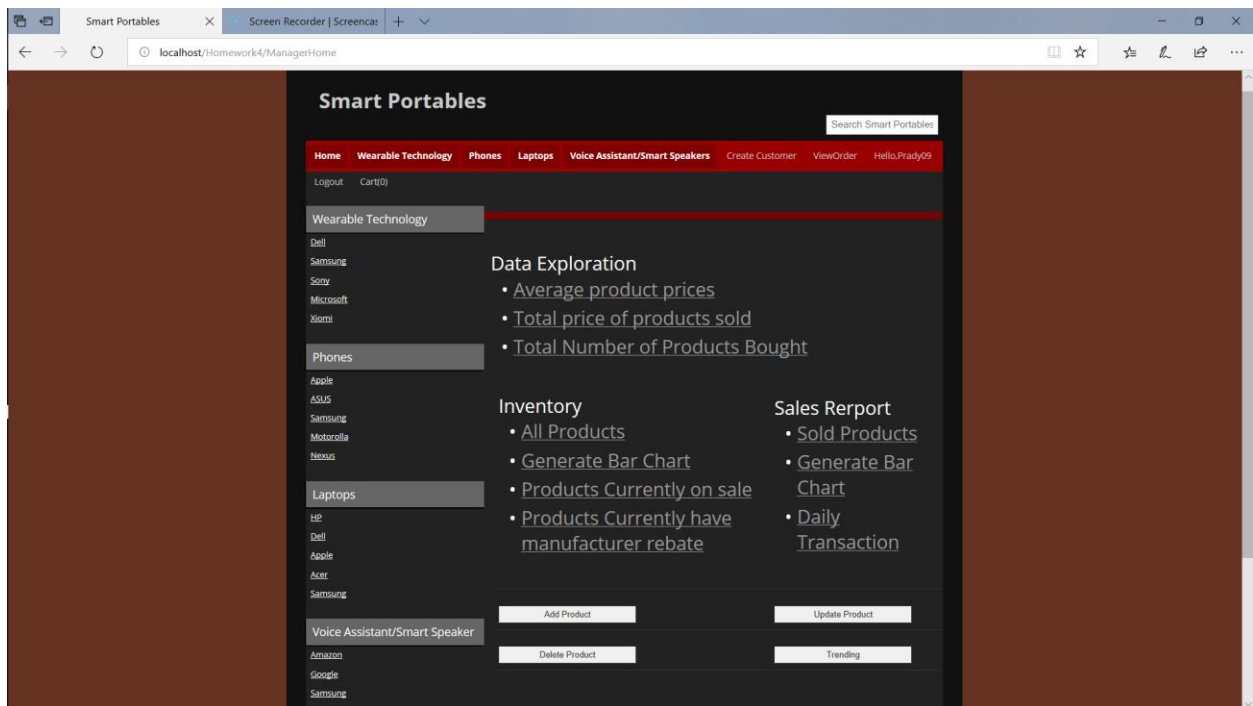 Smart Portables
Screen Recorder | Screencas
localhost/Homework4/ManagerHome
Smart Portables
Search Smart Portables
Home Wearable Technology Phones Laptops Voice Assistant/Smart Speakers Create Customer ViewOrder Hello,Prady09
Logout Cart(0)
Wearable Technology
Dell
Samsung
Sony
Microsoft
Xiomi
Phones
Apple
ASUS
Samsung
Motorolla
Nexus
Laptops
HP
Dell
Apple
Acer
Samsung
Voice Assistant/Smart Speaker
Amazon
Google
Samsung
Data Exploration
• Average product prices
• Total price of products sold
• Total Number of Products Bought
Inventory
• All Products
• Generate Bar Chart
• Products Currently on sale
• Products Currently have
manufacturer rebate
Sales Rerport
• Sold Products
• Generate Bar
Chart
• Daily
Transaction
Add Product
Update Product
Delete Product
Trending